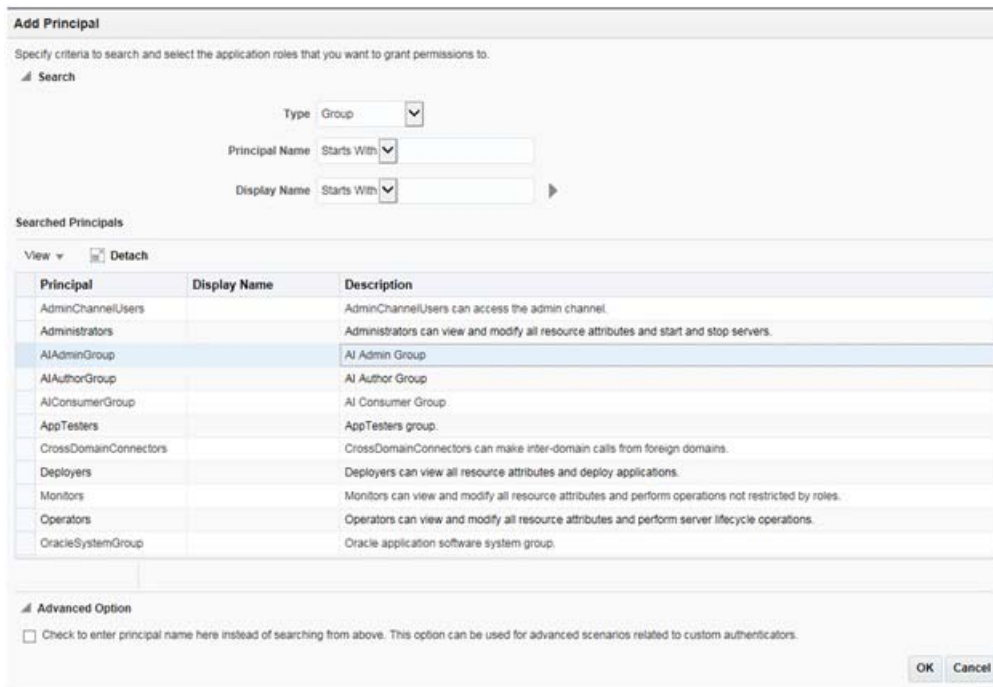 Add Principal
Specify criteria to search and select the application roles that you want to grant permissions to.
Search
Type Group
Principal Name Starts With
Display Name Starts With
Searched Principals
View Detach
Principal Display Name Description
AdminChannelUsers AdminChannelUsers can access the admin channel.
Administrators Administrators can view and modify all resource attributes and start and stop servers.
AIAdminGroup AI Admin Group
AIAuthorGroup AI Author Group
AIConsumerGroup AI Consumer Group
AppTesters AppTesters group.
CrossDomainConnectors CrossDomainConnectors can make inter-domain calls from foreign domains.
Deployers Deployers can view all resource attributes and deploy applications.
Monitors Monitors can view and modify all resource attributes and perform operations not restricted by roles.
Operators Operators can view and modify all resource attributes and perform server lifecycle operations.
OracleSystemGroup Oracle application software system group.
Advanced Option
Check to enter principal name here instead of searching from above. This option can be used for advanced scenarios related to custom authenticators.
OK Cancel